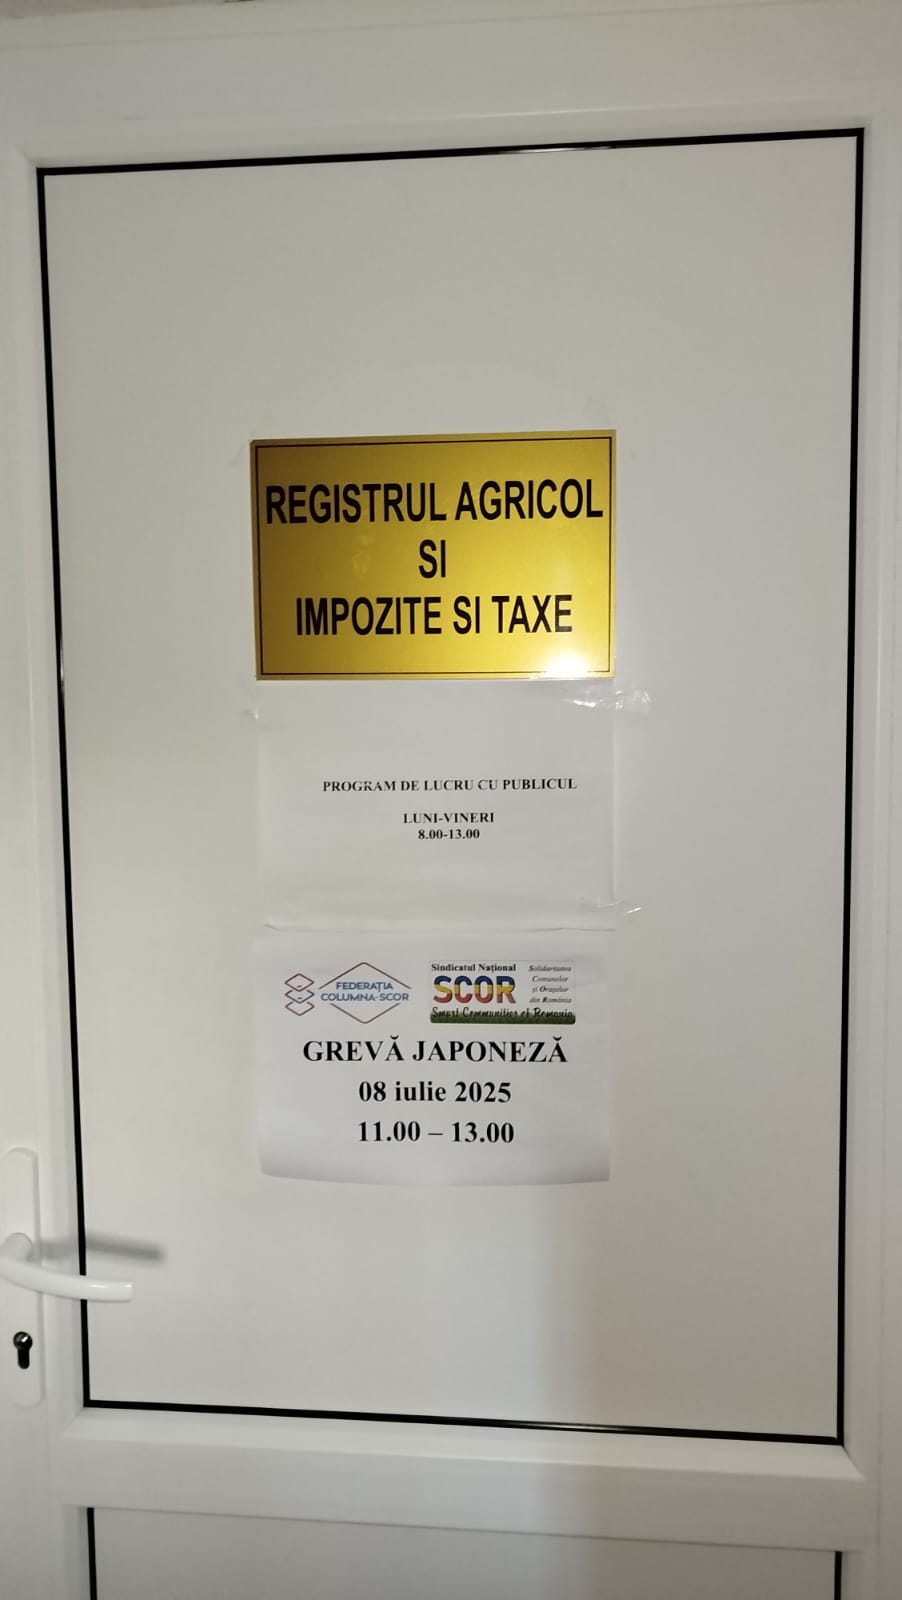 REGISTRUL AGRICOL
SI
IMPOZITE SI TAXE
PROGRAM DE LUCRU CU PUBLICUL
LUNI-VINERI
8.00-13.00
FEDERAȚIA
COLUMNA-SCOR
Sindicatul Național
SCOR
Solidaritatea
Comunelor
și Orașelor
din România
Smart Communities of Romania
GREVĂ JAPONEZĂ
08 iulie 2025
11.00 – 13.00